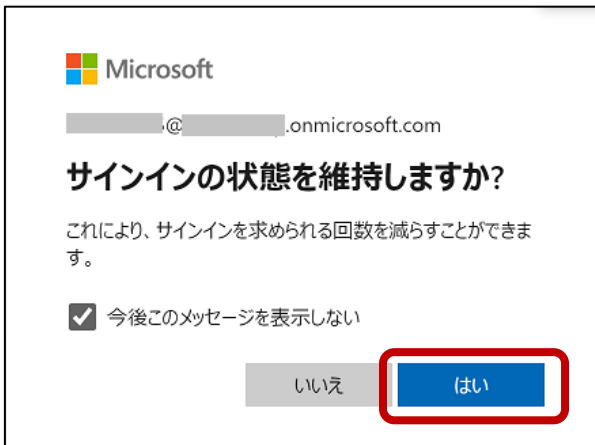 Microsoft
@ .onmicrosoft.com
サインインの状態を維持しますか?
これにより、サインインを求められる回数を減らすことができま
す。
今後このメッセージを表示しない
いいえ はい